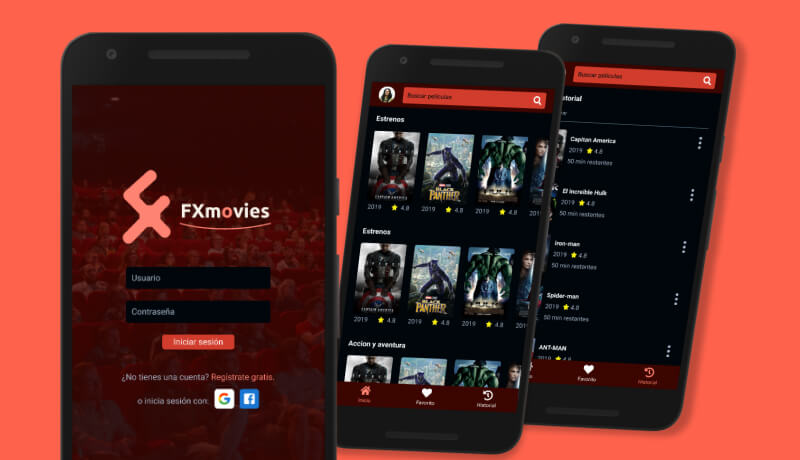 FXmovies
Usuario
Contraseña
Iniciar sesión
¿No tienes una cuenta? Regístrate gratis.
o inicia sesión con:
Buscar películas
Estrenos
CAPTAIN AMERICA
BLACK PANTHER
2019 4.8
2019 4.8
2019 4.8
Estrenos
CAPTAIN AMERICA
BLACK PANTHER
2019 4.8
2019 4.8
2019 4.8
Accion y aventura
Inicio
Favorito
Historial
Buscar películas
Capitan America
2019 4.8
50 min restantes
El increible Hulk
2019 4.8
50 min restantes
iron-man
2019 4.8
50 min restantes
Spider-man
2019 4.8
50 min restantes
ANT-MAN
2019 4.8
Favorito
Historial